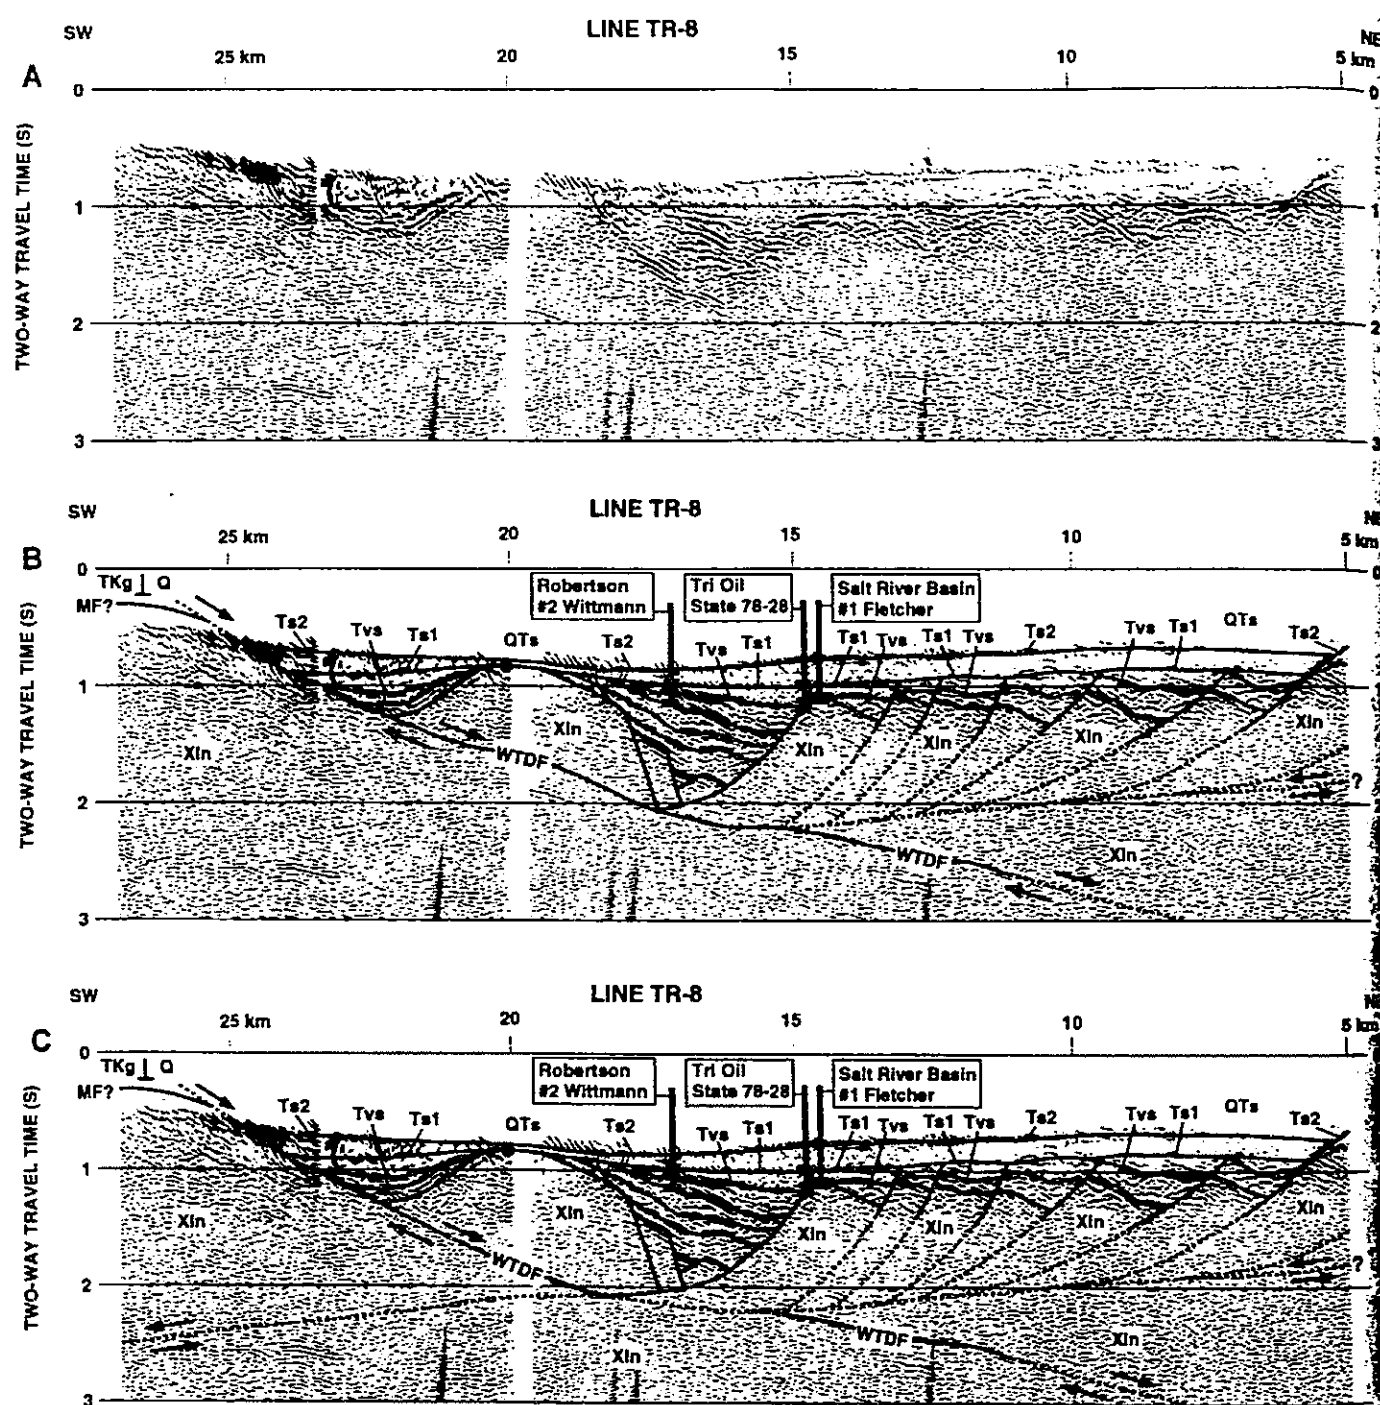 LINE TR-8
SW
NE
25 km
20
15
10
5 km
A
0
0
1
1
2
2
3
3
TWO-WAY TRAVEL TIME (S)
LINE TR-8
SW
25 km
20
15
10
5 km
B
0
0
TKg Q
MF?
Robertson
#2 Wittmann
Tri Oil
State 78-28
Salt River Basin
#1 Fletcher
Ts2
Tvs
Ts1
QTs
Ts2
Tvs
Ts1
Ts1
Tvs
Ts1
Tvs
Ts2
Tvs
Ts1
QTs
Ts2
1
Xln
WTDF
Xln
Xln
Xln
Xln
Xln
?
2
WTDF
Xln
3
TWO-WAY TRAVEL TIME (S)
LINE TR-8
SW
25 km
20
15
10
5 km
C
0
TKg Q
MF?
Robertson
#2 Wittmann
Tri Oil
State 78-28
Salt River Basin
#1 Fletcher
Ts2
Tvs
Ts1
QTs
Ts2
Tvs
Ts1
Ts1
Tvs
Ts1
Tvs
Ts2
Tvs
Ts1
QTs
Ts2
1
Xln
WTDF
Xln
Xln
Xln
Xln
Xln
?
2
WTDF
Xln
Xln
3
TWO-WAY TRAVEL TIME (S)